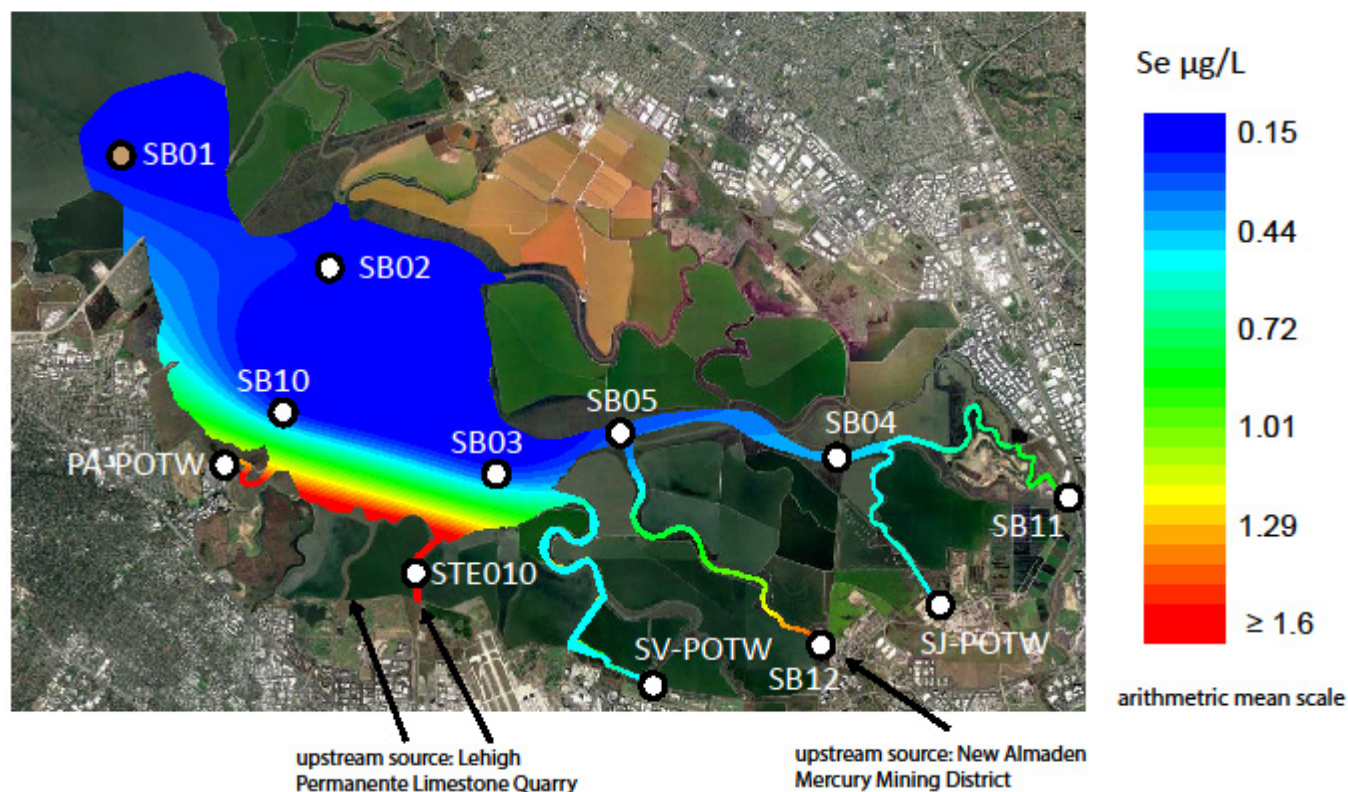 Se µg/L
0.15
SB01
0.44
SB02
0.72
SB10
SB05
SB03
SB04
1.01
PA-POTW
SB11
1.29
STE010
≥ 1.6
SV-POTW
SJ-POTW
SB12
arithmetric mean scale
upstream source: Lehigh
Permanente Limestone Quarry
upstream source: New Almaden
Mercury Mining District